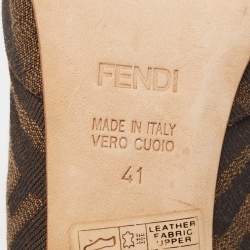 FENDI
MADE IN ITALY
VERO CUOIO
41
LEATHER
FABRIC
UPPER